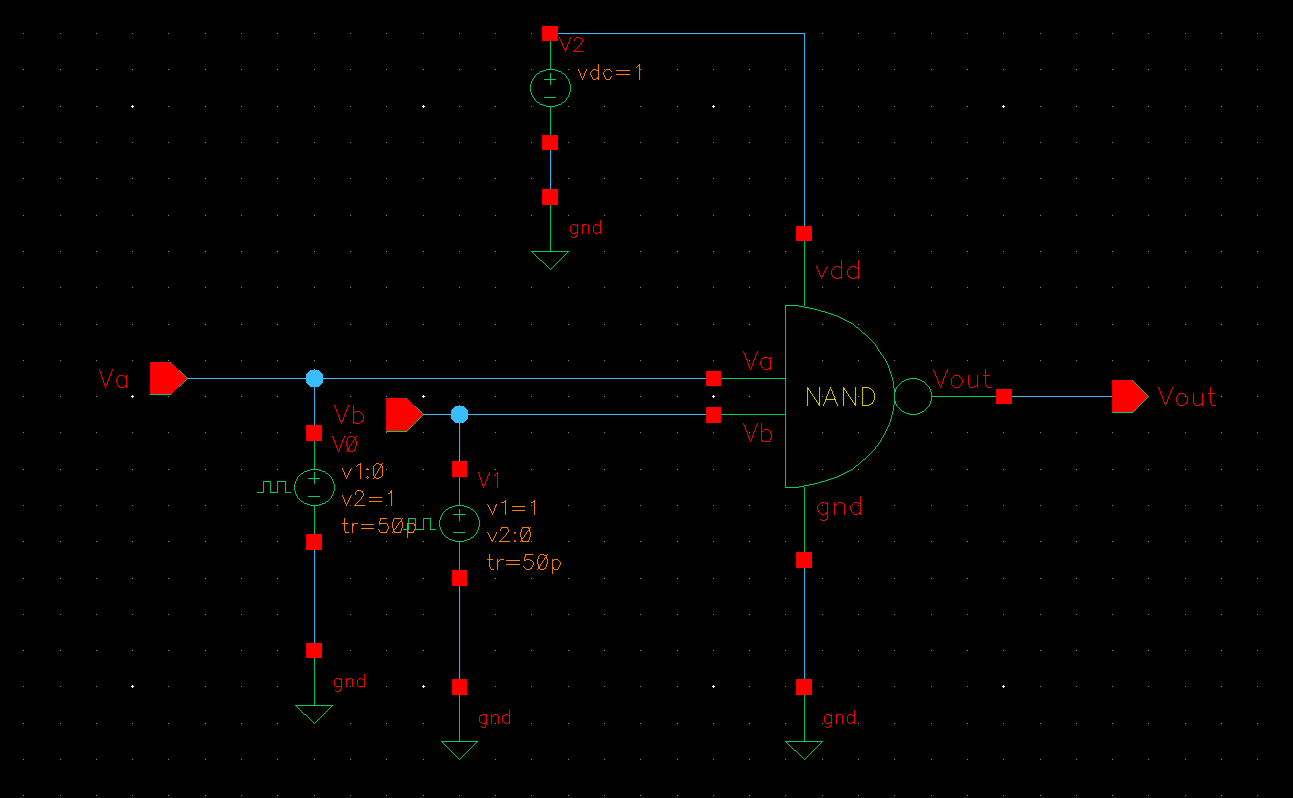 V2
vdc=1
gnd
vdd
Va
Va
NAND
Vout
Vout
Vb
Vb
V0
v1:0
v2=1
tr=50p
V1
v1=1
v2:0
tr=50p
gnd
gnd
gnd
gnd